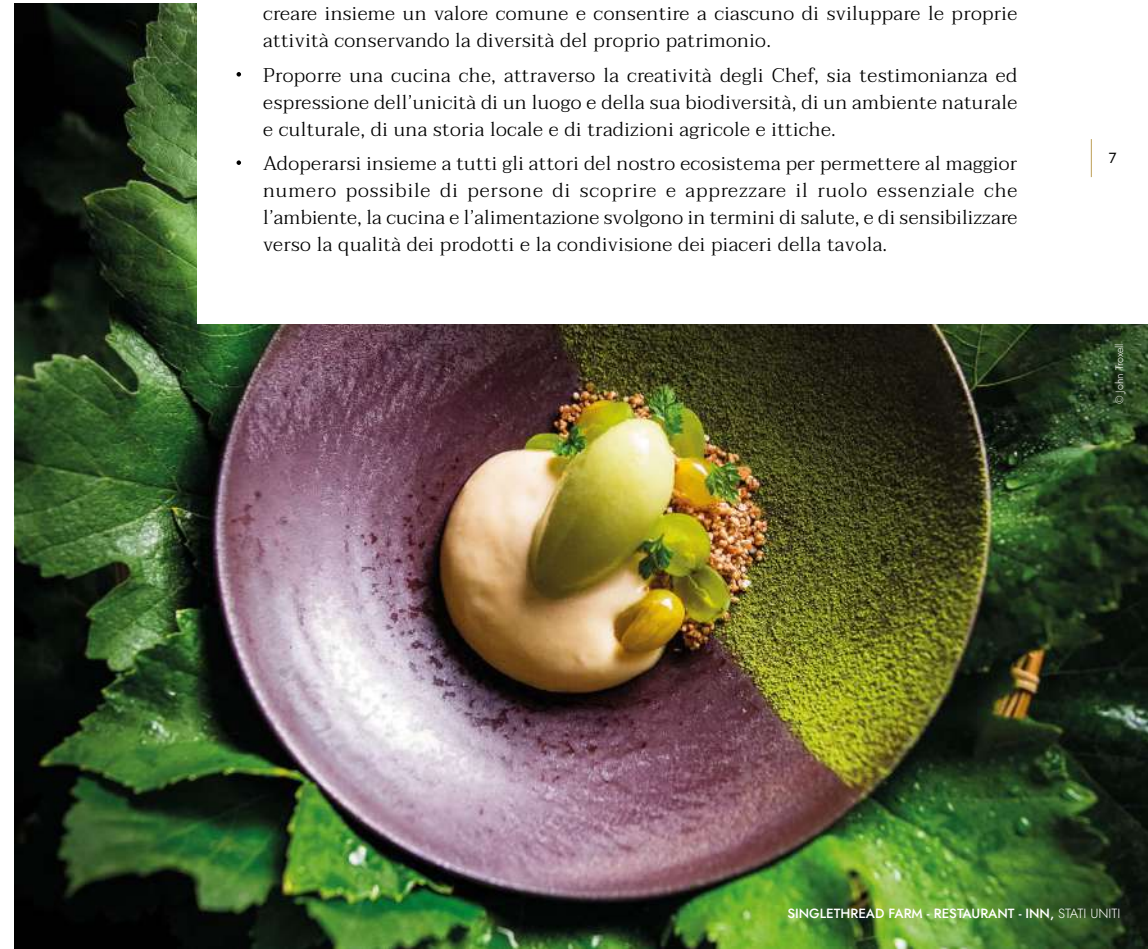 creare insieme un valore comune e consentire a ciascuno di sviluppare le proprie
attività conservando la diversità del proprio patrimonio.
• Proporre una cucina che, attraverso la creatività degli Chef, sia testimonianza ed
espressione dell’unicità di un luogo e della sua biodiversità, di un ambiente naturale
e culturale, di una storia locale e di tradizioni agricole e ittiche.
• Adoperarsi insieme a tutti gli attori del nostro ecosistema per permettere al maggior
numero possibile di persone di scoprire e apprezzare il ruolo essenziale che
l’ambiente, la cucina e l’alimentazione svolgono in termini di salute, e di sensibilizzare
verso la qualità dei prodotti e la condivisione dei piaceri della tavola.
7
© John Troxell
SINGLETHREAD FARM - RESTAURANT - INN, STATI UNITI